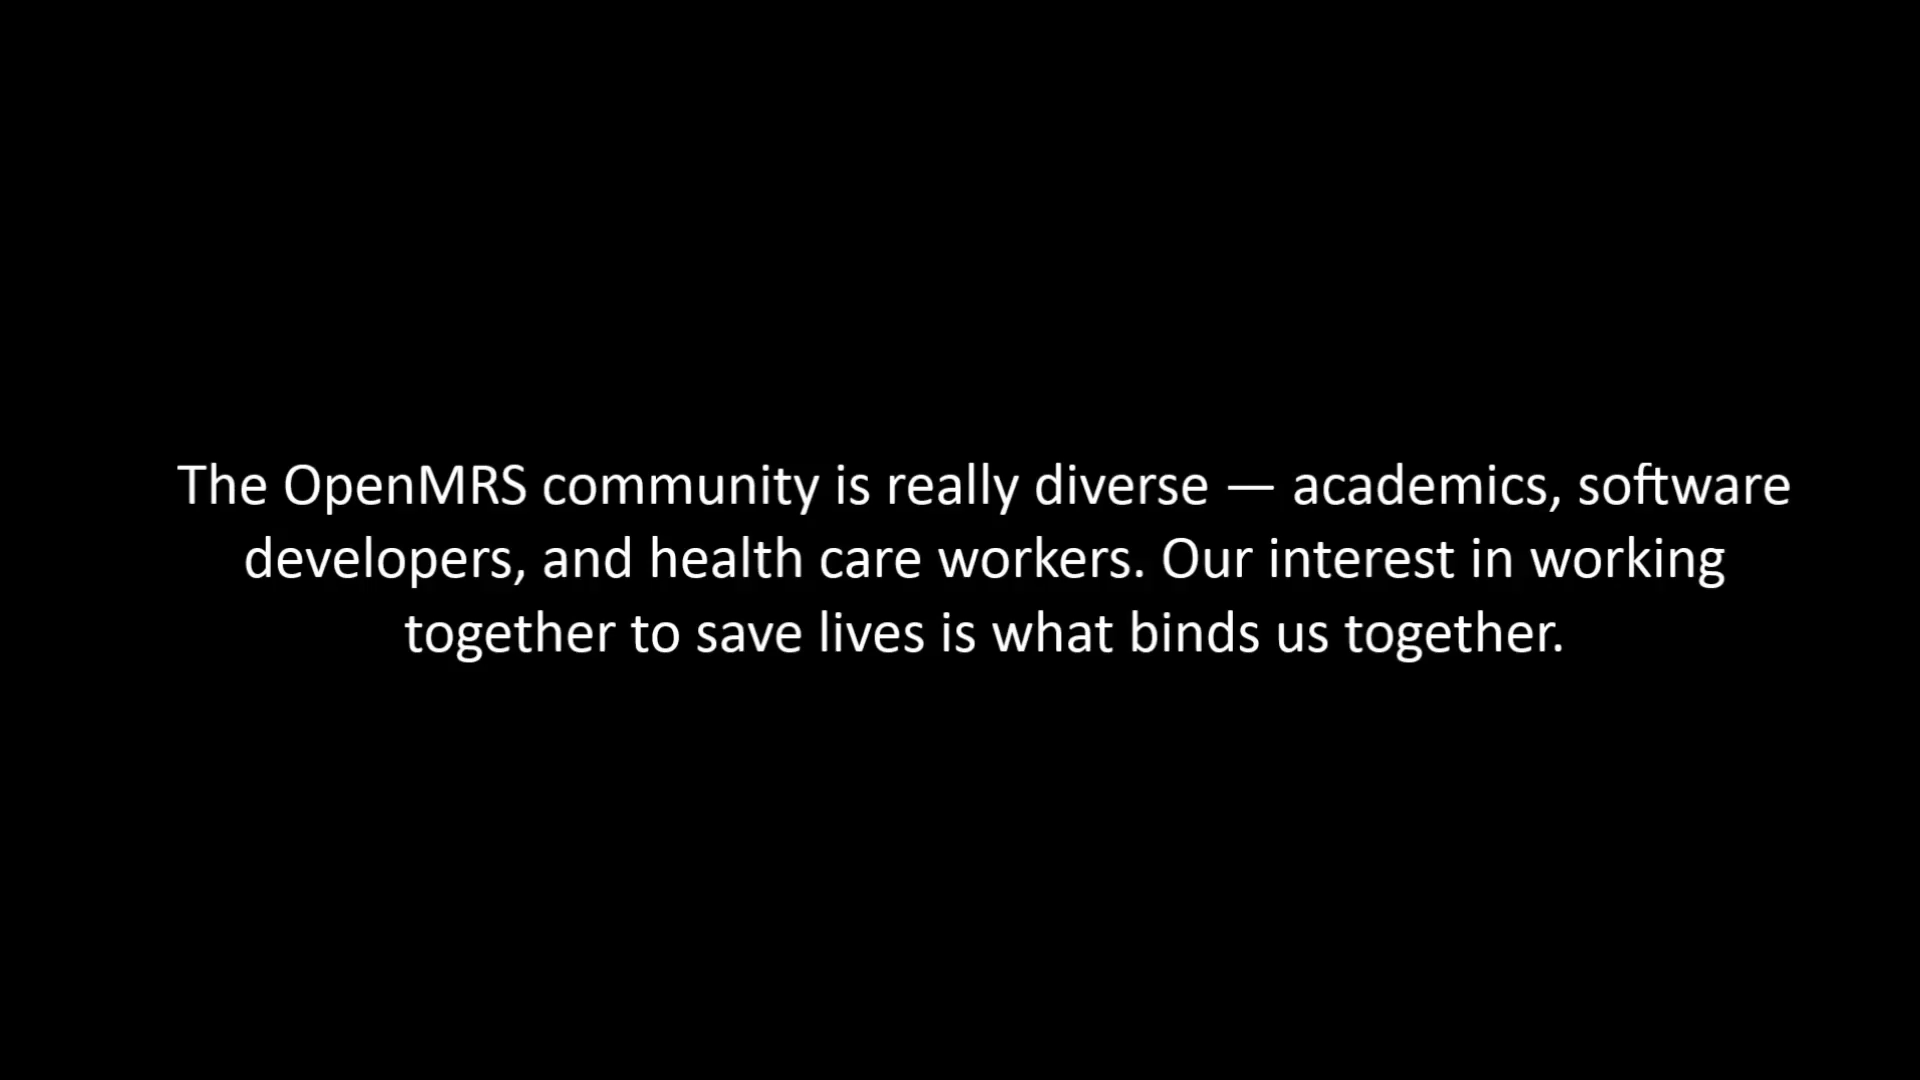 The OpenMRS community is really diverse — academics, software
developers, and health care workers. Our interest in working
together to save lives is what binds us together.